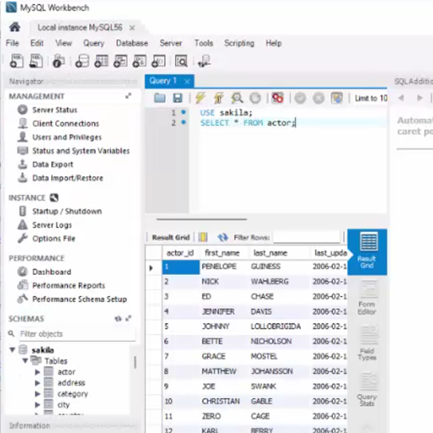 MySQL Workbench
Local instance MySQL56
File Edit View Query Database Server Tools Scripting Help
Navigator
MANAGEMENT
Server Status
Client Connections
Users and Privileges
Status and System Variables
Data Export
Data Import/Restore
INSTANCE
Startup / Shutdown
Server Logs
Options File
PERFORMANCE
Dashboard
Performance Reports
Performance Schema Setup
SCHEMAS
Filter objects
sakila
Tables
actor
address
category
city
Information
Query 1
Limit to 10
1 USE sakila;
2 SELECT * FROM actor;
Result Grid Filter Rows:
actor_id first_name last_name last_upda
1 PENELOPE GUINESS 2006-02-1
2 NICK WAHLBERG 2006-02-1
3 ED CHASE 2006-02-1
4 JENNIFER DAVIS 2006-02-1
5 JOHNNY LOLLOBRIGIDA 2006-02-1
6 BETTE NICHOLSON 2006-02-1
7 GRACE MOSTEL 2006-02-1
8 MATTHEW JOHANSSON 2006-02-1
9 JOE SWANK 2006-02-1
10 CHRISTIAN GABLE 2006-02-1
11 ZERO CAGE 2006-02-1
12 KARL BERRY 2006-02-1
Result
Grid
Form
Editor
Field
Types
Query
Stats
SQLAdditio
Automa
caret po